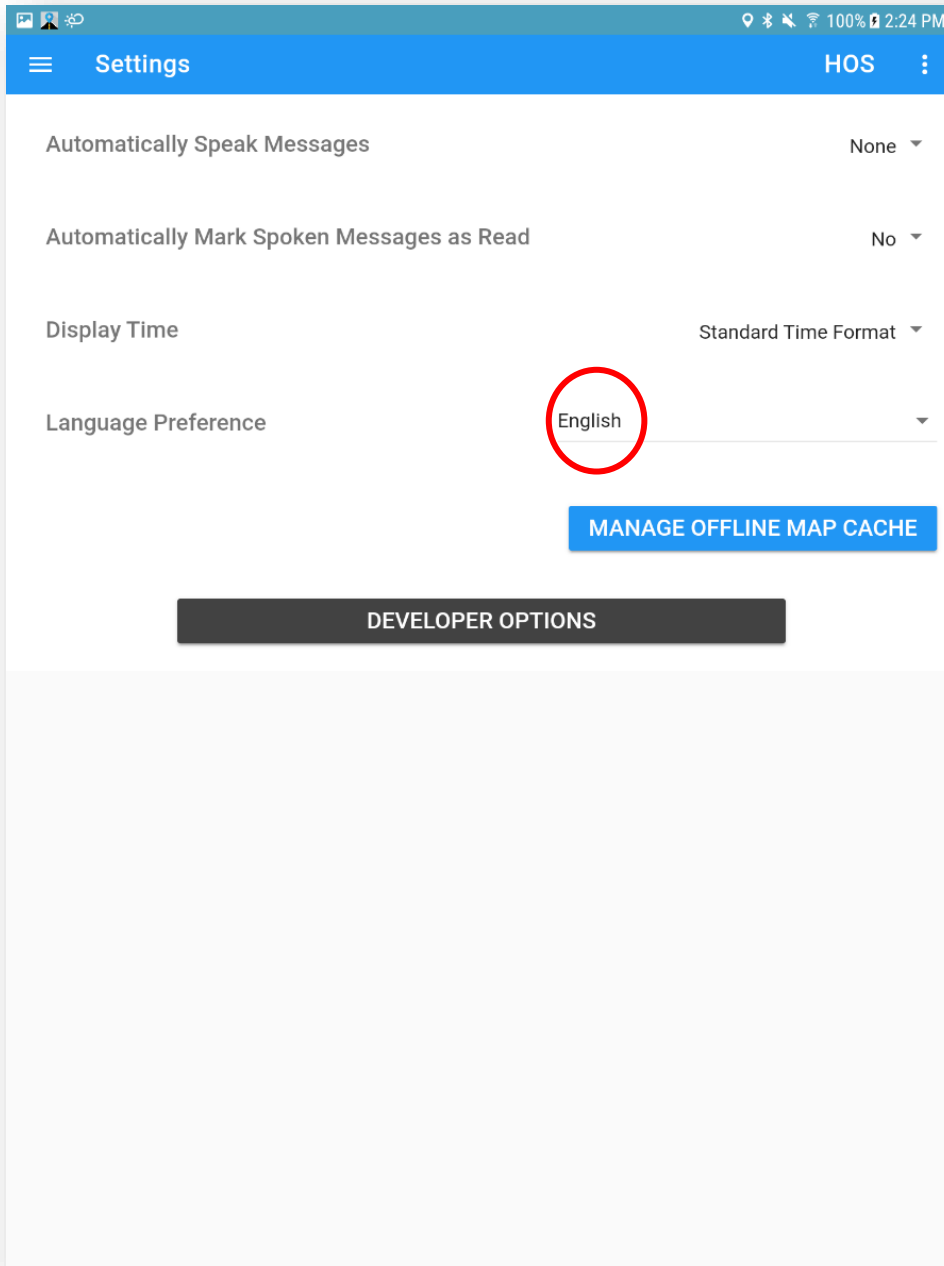 100% 2:24 PM
Settings HOS
Automatically Speak Messages None
Automatically Mark Spoken Messages as Read No
Display Time Standard Time Format
Language Preference English
MANAGE OFFLINE MAP CACHE
DEVELOPER OPTIONS